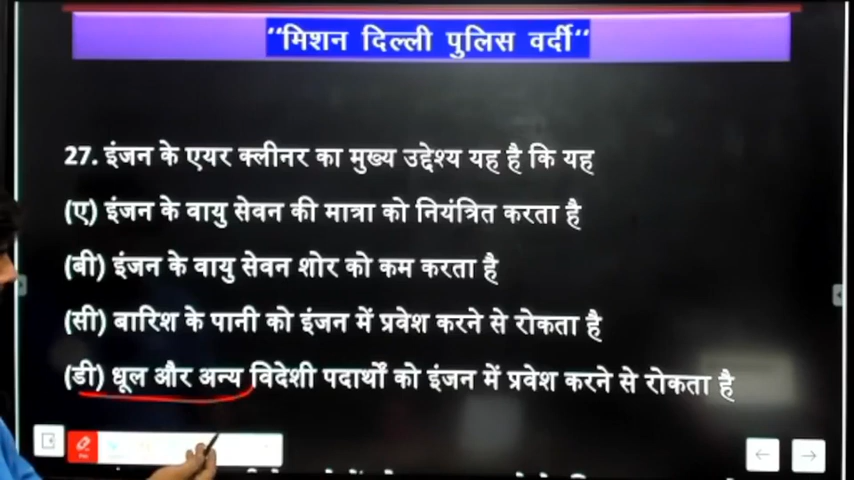 “मिशन दिल्ली पुलिस वर्दी“
27. इंजन के एयर क्लीनर का मुख्य उद्देश्य यह है कि यह
(ए) इंजन के वायु सेवन की मात्रा को नियंत्रित करता है
(बी) इंजन के वायु सेवन शोर को कम करता है
(सी) बारिश के पानी को इंजन में प्रवेश करने से रोकता है
(डी) धूल और अन्य विदेशी पदार्थों को इंजन में प्रवेश करने से रोकता है